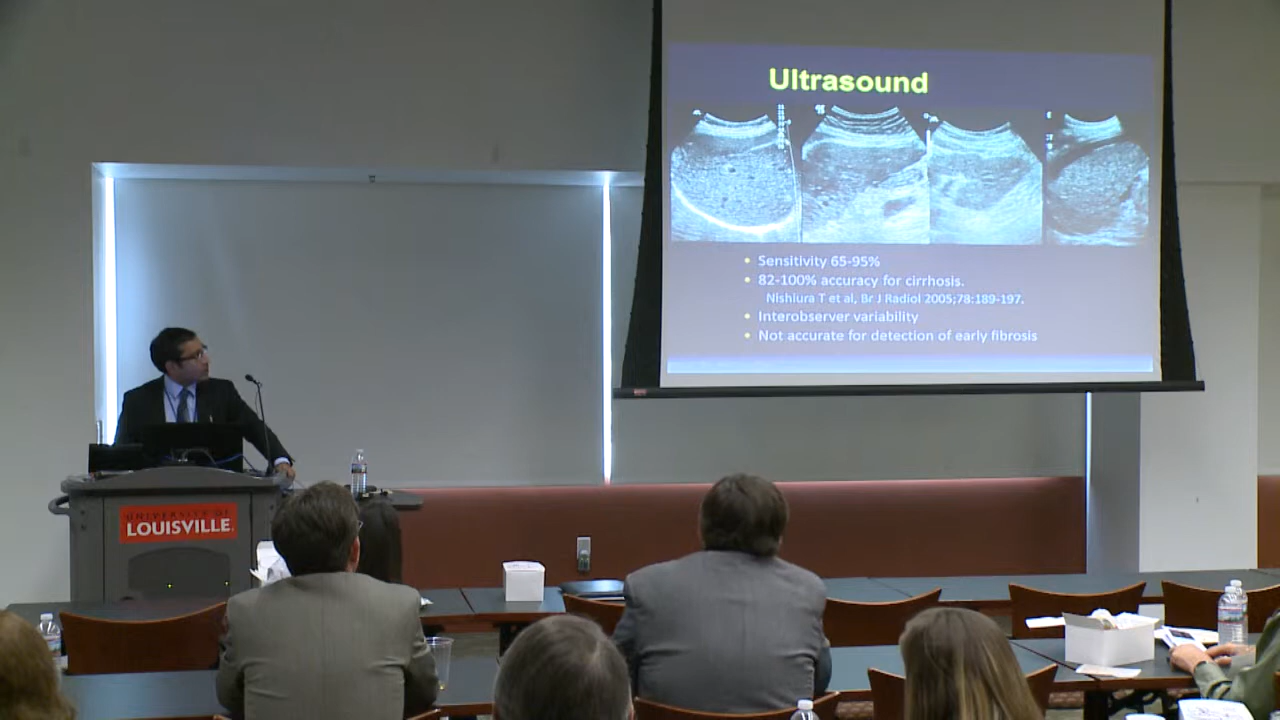 Ultrasound
Sensitivity 65-95%
82-100% accuracy for cirrhosis.
Nishiura T et al, Br J Radiol 2005;78:189-197.
Interobserver variability
Not accurate for detection of early fibrosis
UNIVERSITY OF
LOUISVILLE.